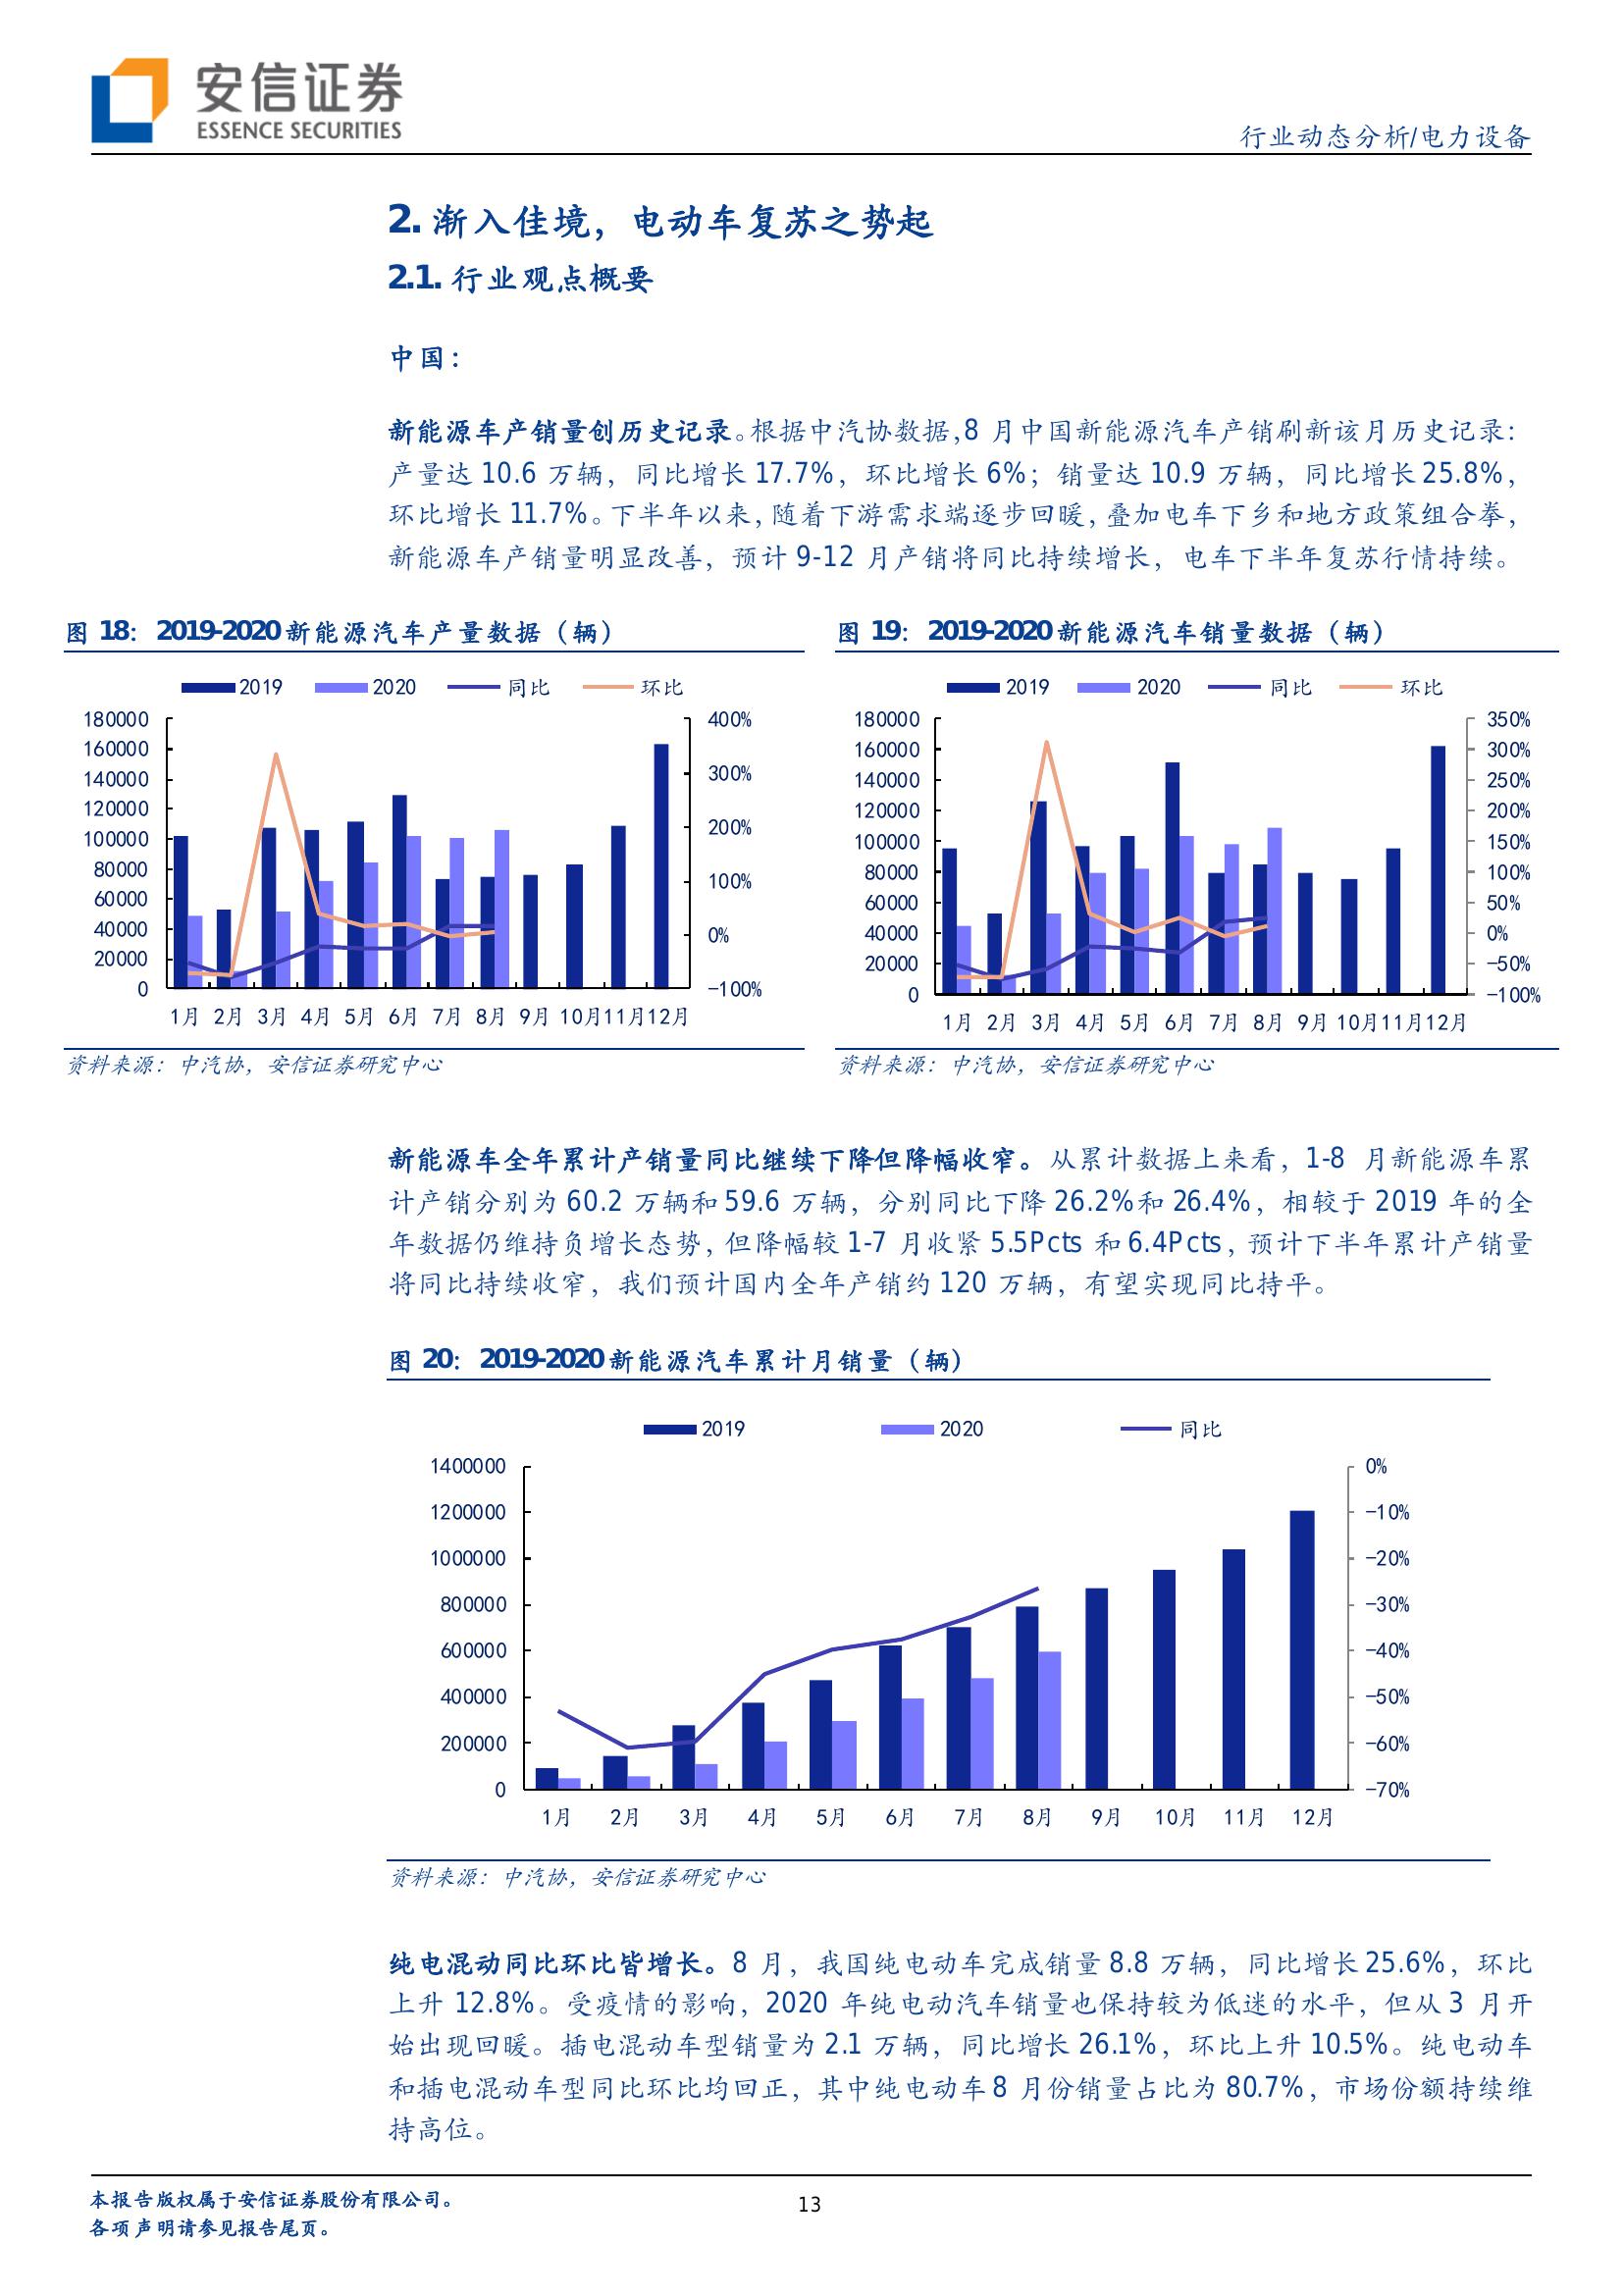 安信证券
ESSENCE SECURITIES
行业动态分析/电力设备
2. 渐入佳境，电动车复苏之势起
2.1. 行业观点概要
中国：
新能源车产销量创历史记录。根据中汽协数据,8 月中国新能源汽车产销刷新该月历史记录：
产量达 10.6 万辆，同比增长 17.7%，环比增长 6%；销量达 10.9 万辆，同比增长 25.8%，
环比增长 11.7%。下半年以来，随着下游需求端逐步回暖，叠加电车下乡和地方政策组合拳，
新能源车产销量明显改善，预计 9-12 月产销将同比持续增长，电车下半年复苏行情持续。
图 18：2019-2020 新能源汽车产量数据（辆）
2019 2020 同比 环比
180000 400%
160000
140000 300%
120000
100000 200%
80000 100%
60000
40000 0%
20000
0 -100%
1月 2月 3月 4月 5月 6月 7月 8月 9月 10月 11月 12月
资料来源：中汽协，安信证券研究中心
图 19：2019-2020 新能源汽车销量数据（辆）
2019 2020 同比 环比
180000 350%
160000 300%
140000 250%
120000 200%
100000 150%
80000 100%
60000 50%
40000 0%
20000 -50%
0 -100%
1月 2月 3月 4月 5月 6月 7月 8月 9月 10月 11月 12月
资料来源：中汽协，安信证券研究中心
新能源车全年累计产销量同比继续下降但降幅收窄。从累计数据上来看，1-8 月新能源车累
计产销分别为 60.2 万辆和 59.6 万辆，分别同比下降 26.2%和 26.4%，相较于 2019 年的全
年数据仍维持负增长态势，但降幅较 1-7 月收紧 5.5Pcts 和 6.4Pcts，预计下半年累计产销量
将同比持续收窄，我们预计国内全年产销约 120 万辆，有望实现同比持平。
图 20：2019-2020 新能源汽车累计月销量（辆）
2019 2020 同比
1400000 0%
1200000 -10%
1000000 -20%
800000 -30%
600000 -40%
400000 -50%
200000 -60%
0 -70%
1月 2月 3月 4月 5月 6月 7月 8月 9月 10月 11月 12月
资料来源：中汽协，安信证券研究中心
纯电混动同比环比皆增长。8 月，我国纯电动车完成销量 8.8 万辆，同比增长 25.6%，环比
上升 12.8%。受疫情的影响，2020 年纯电动汽车销量也保持较为低迷的水平，但从 3 月开
始出现回暖。插电混动车型销量为 2.1 万辆，同比增长 26.1%，环比上升 10.5%。纯电动车
和插电混动车型同比环比均回正，其中纯电动车 8 月份销量占比为 80.7%，市场份额持续维
持高位。
本报告版权属于安信证券股份有限公司。
各项声明请参见报告尾页。
13